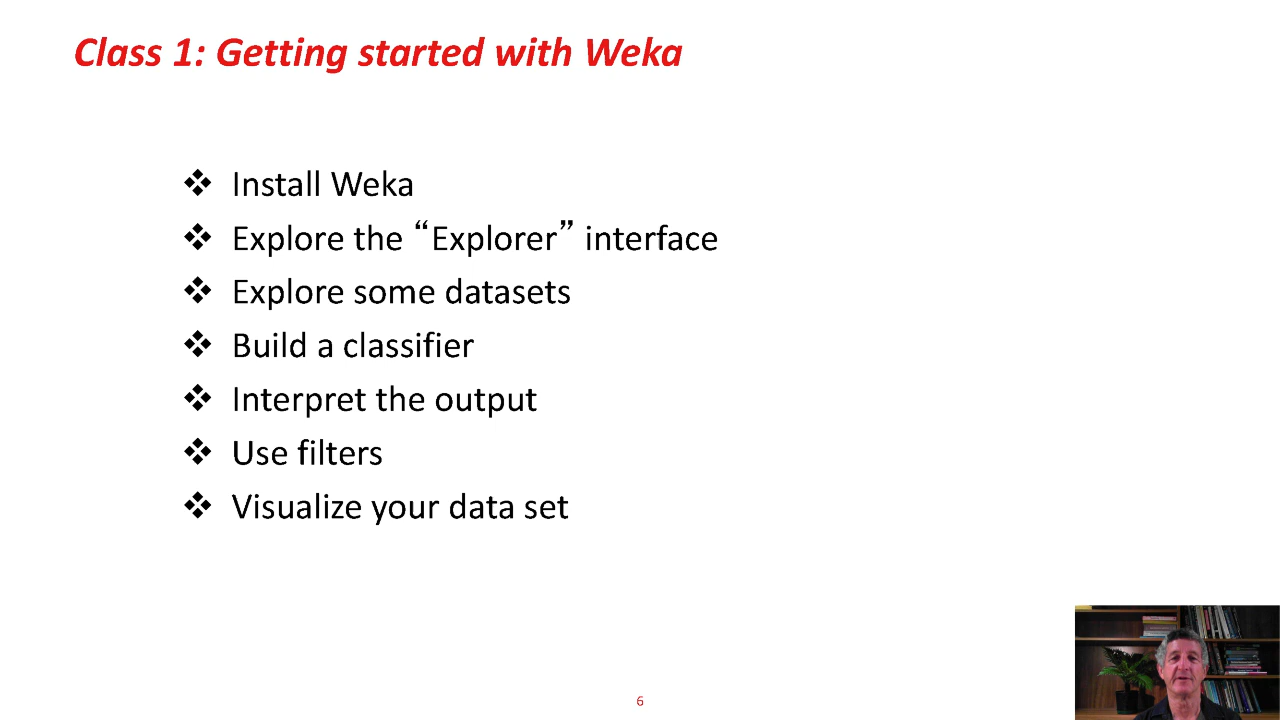 Class 1: Getting started with Weka
❖ Install Weka
❖ Explore the “Explorer” interface
❖ Explore some datasets
❖ Build a classifier
❖ Interpret the output
❖ Use filters
❖ Visualize your data set
6